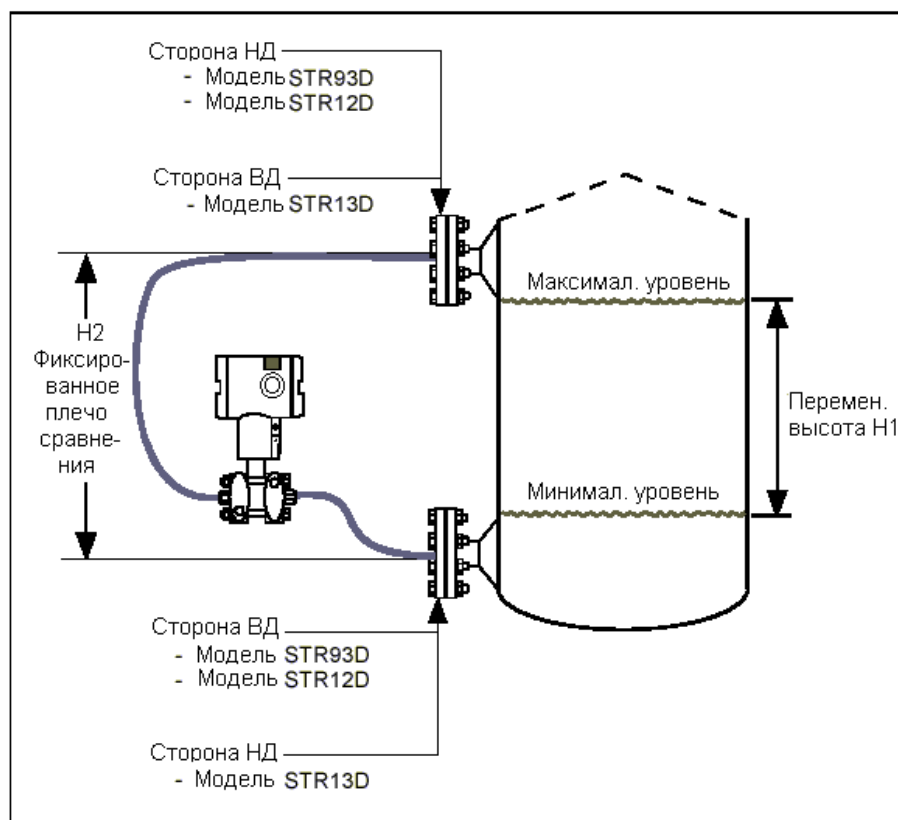 Сторона НД
- Модель STR93D
- Модель STR12D
Сторона ВД
- Модель STR13D
Максимал. уровень
H2
Фиксиро-
ванное
плечо
сравне-
ния
Перемен.
высота H1
Минимал. уровень
Сторона ВД
- Модель STR93D
- Модель STR12D
Сторона НД
- Модель STR13D